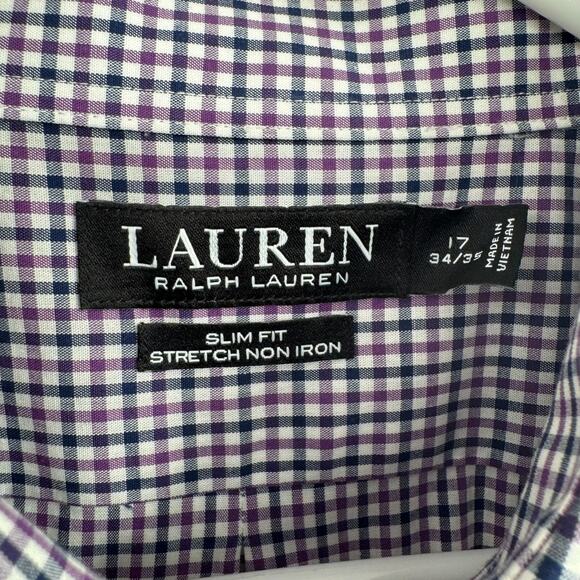 LAUREN
RALPH LAUREN
17
34/35
MADE IN
VIETNAM
SLIM FIT
STRETCH NON IRON